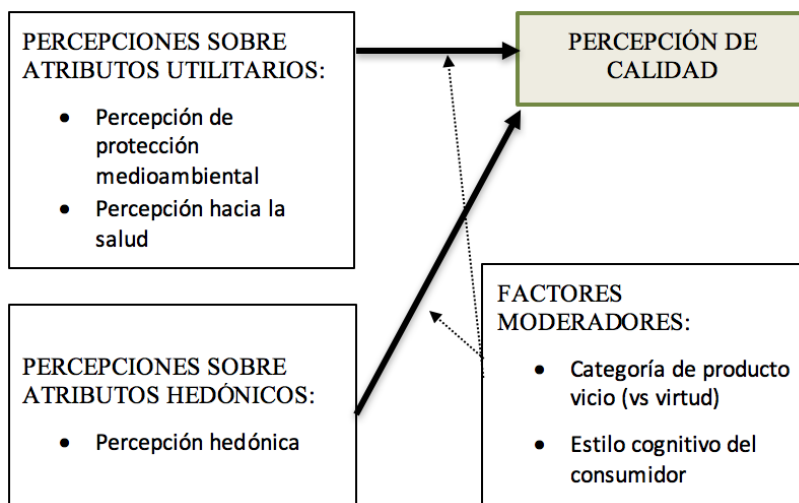 PERCEPCIONES SOBRE
ATRIBUTOS UTILITARIOS:
• Percepción de
protección
medioambiental
• Percepción hacia la
salud
PERCEPCIÓN DE
CALIDAD
PERCEPCIONES SOBRE
ATRIBUTOS HEDÓNICOS:
• Percepción hedónica
FACTORES
MODERADORES:
• Categoría de producto
vicio (vs virtud)
• Estilo cognitivo del
consumidor